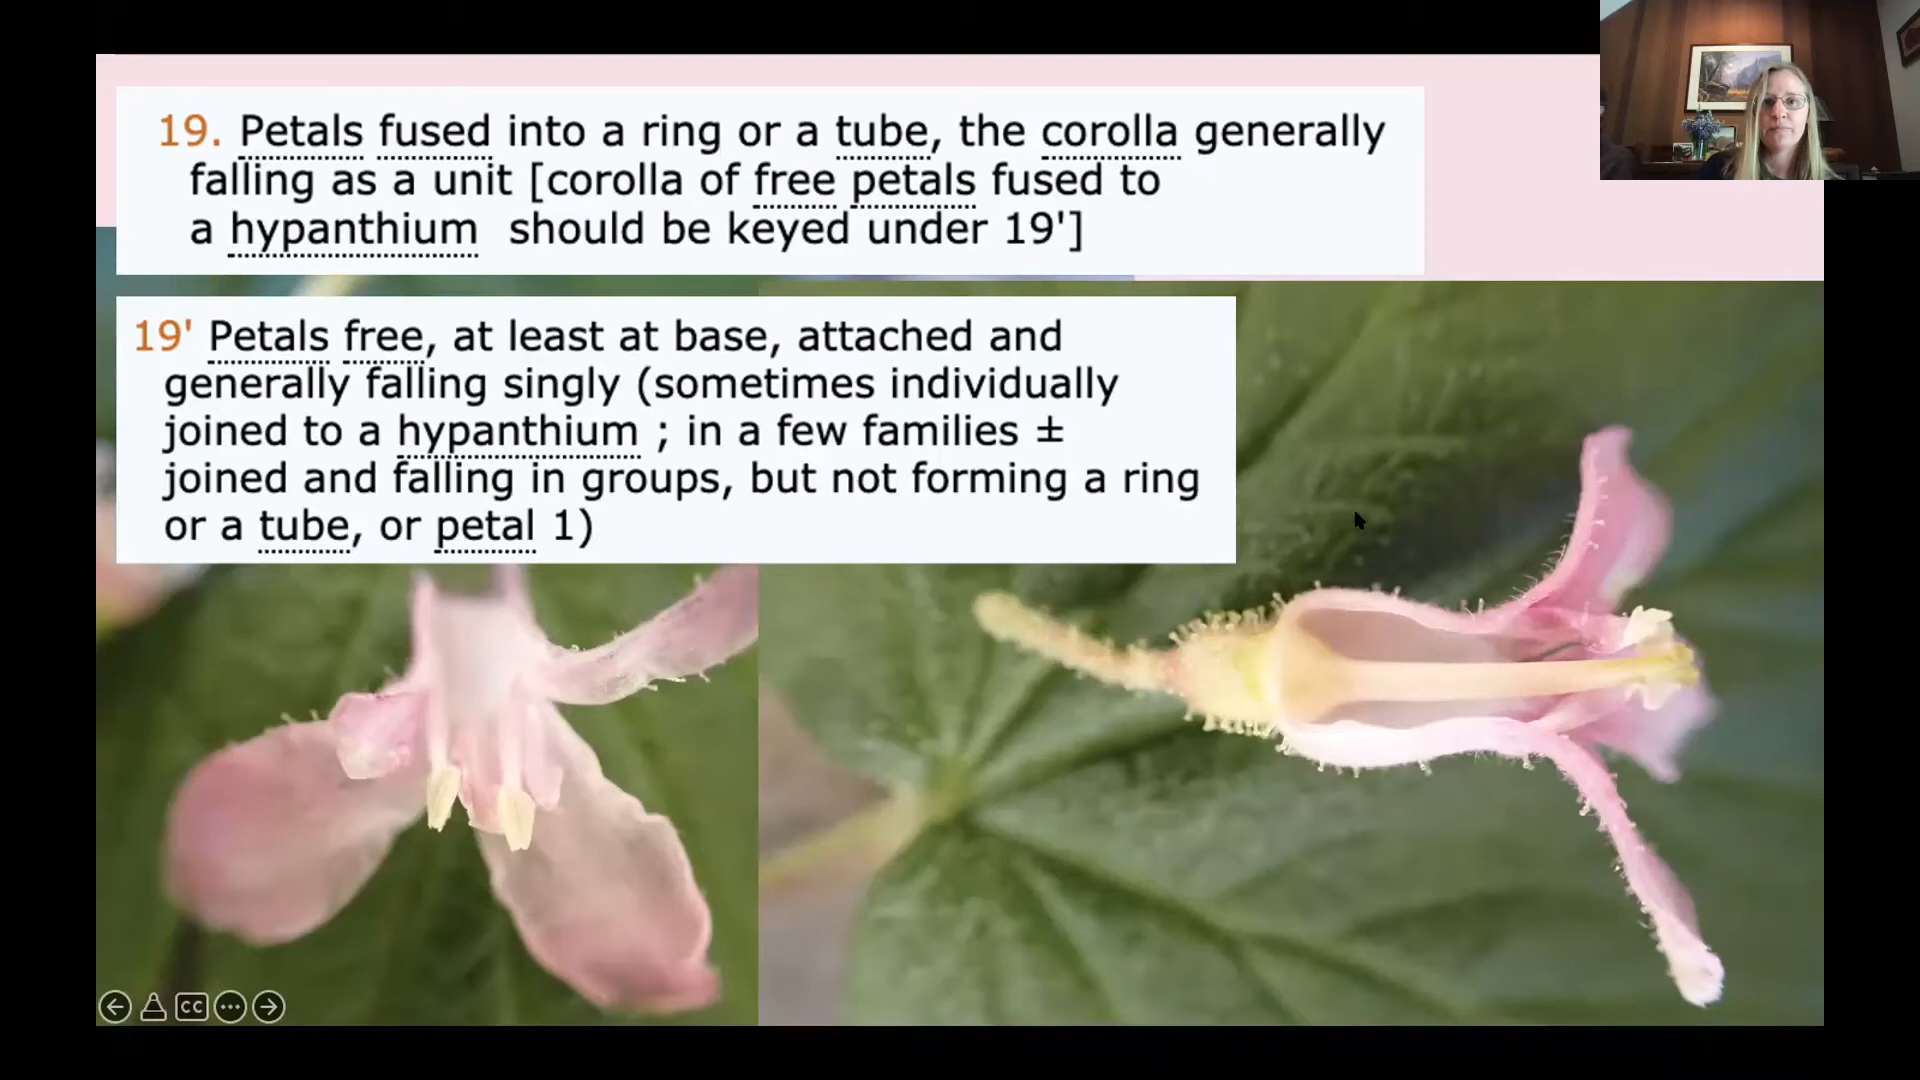 19. Petals fused into a ring or a tube, the corolla generally
falling as a unit [corolla of free petals fused to
a hypanthium should be keyed under 19']
19' Petals free, at least at base, attached and
generally falling singly (sometimes individually
joined to a hypanthium ; in a few families ±
joined and falling in groups, but not forming a ring
or a tube, or petal 1)
CC